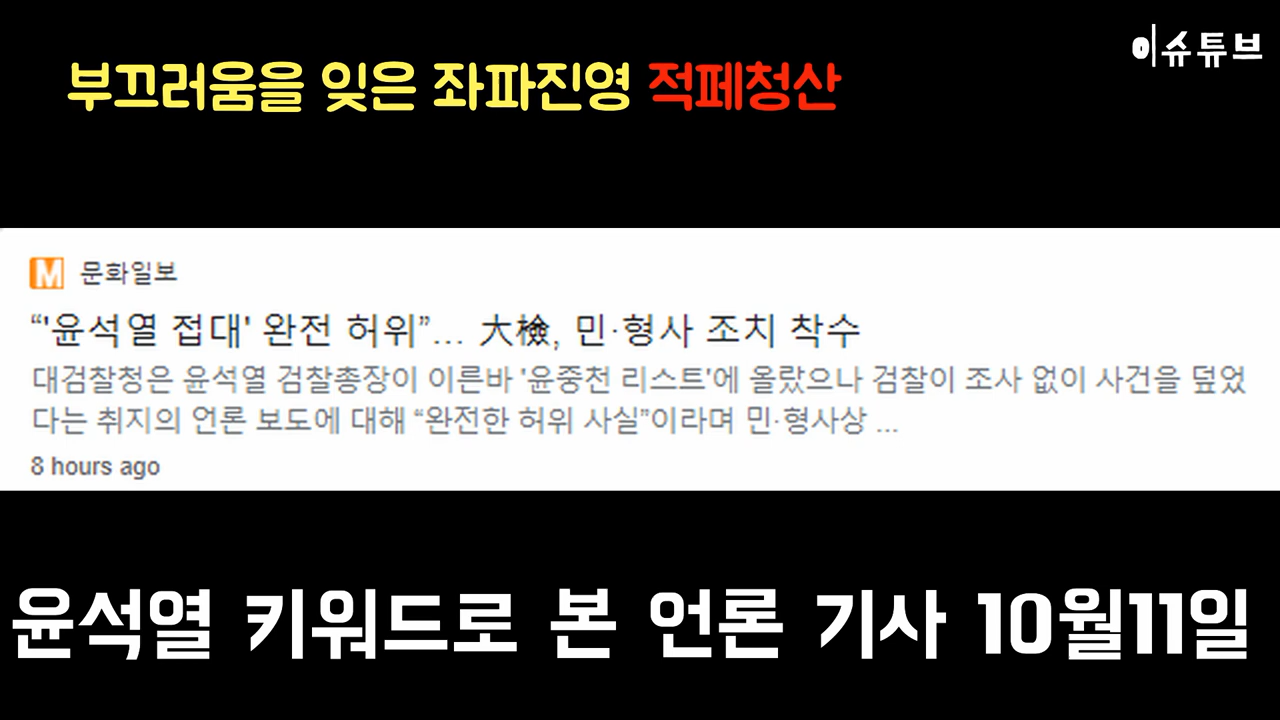 이슈튜브
부끄러움을 잊은 좌파진영 적폐청산
문화일보
“'윤석열 접대' 완전 허위”... 大檢, 민·형사 조치 착수
대검찰청은 윤석열 검찰총장이 이른바 '윤중천 리스트'에 올랐으나 검찰이 조사 없이 사건을 덮었
다는 취지의 언론 보도에 대해 “완전한 허위 사실”이라며 민·형사상 ...
8 hours ago
윤석열 키워드로 본 언론 기사 10월11일